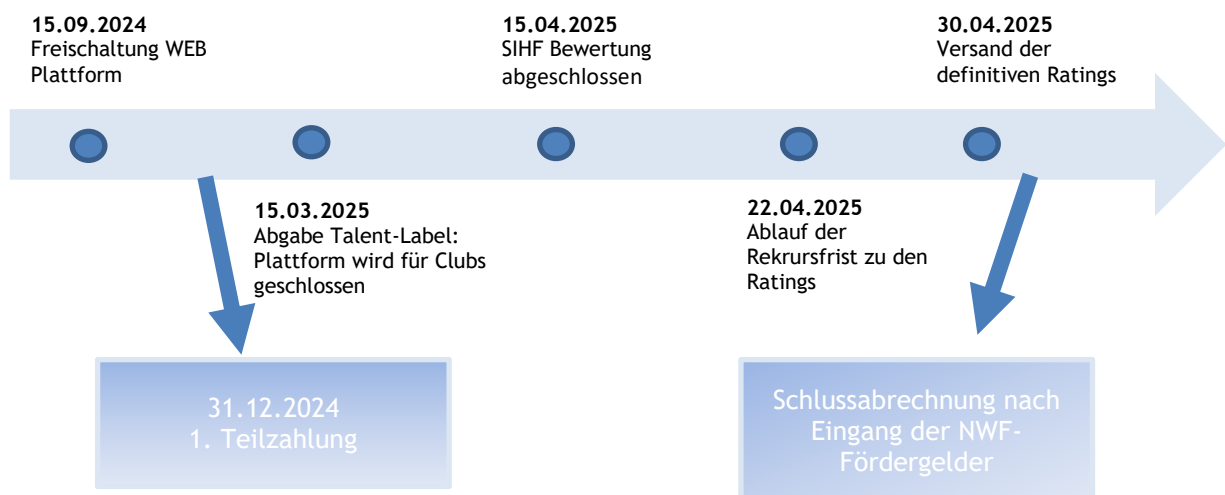 15.09.2024
Freischaltung WEB
Plattform
15.04.2025
SIHF Bewertung
abgeschlossen
30.04.2025
Versand der
definitiven Ratings
15.03.2025
Abgabe Talent-Label:
Plattform wird für Clubs
geschlossen
22.04.2025
Ablauf der
Rekrursfrist zu den
Ratings
31.12.2024
1. Teilzahlung
Schlussabrechnung nach
Eingang der NWF-
Fördergelder